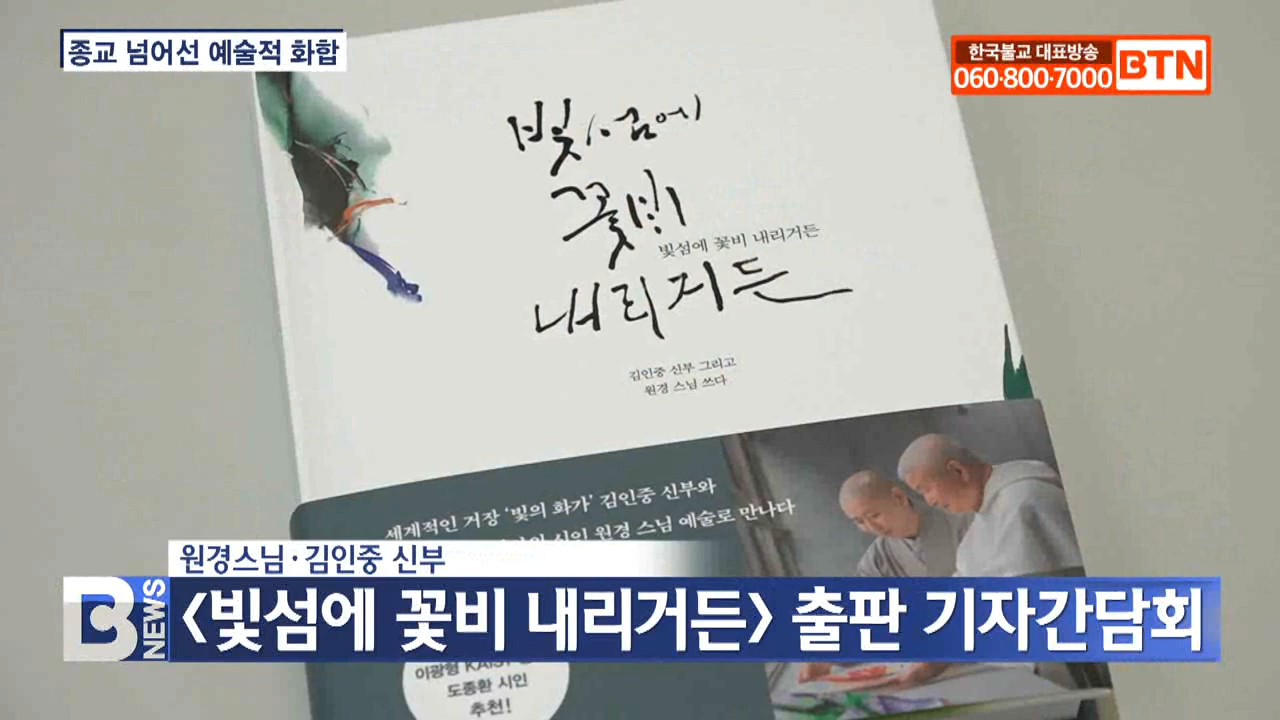 종교 넘어선 예술적 화합
한국불교 대표방송
060·800·7000
BTN
빛섬에
꽃비
내리거든
빛섬에 꽃비 내리거든
김인중 신부 그리고
원경 스님 쓰다
세계적인 거장 '빛의 화가' 김인중 신부와
시인 원경 스님 예술로 만나다
원경스님·김인중 신부
B NEWS
<빛섬에 꽃비 내리거든> 출판 기자간담회
이광형 KAIST
도종환 시인
추천!